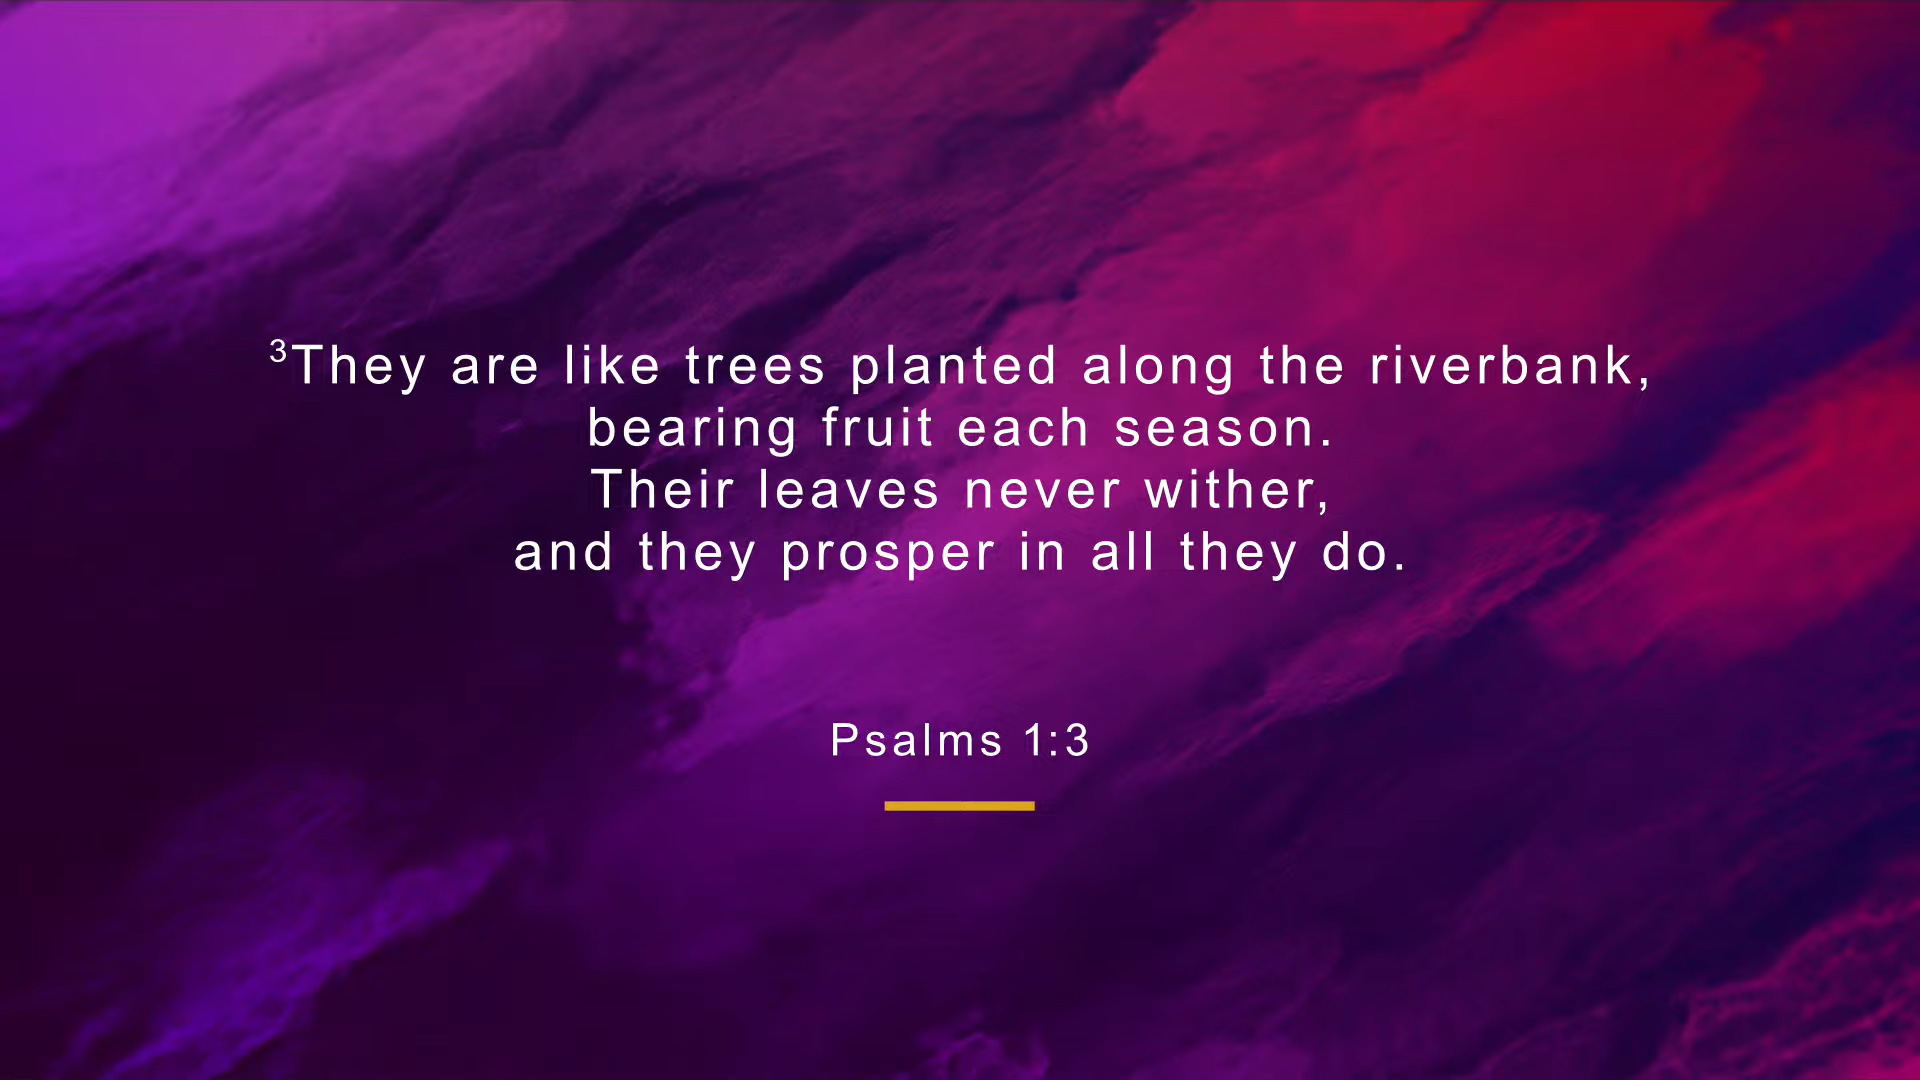 ³They are like trees planted along the riverbank,
bearing fruit each season.
Their leaves never wither,
and they prosper in all they do.
Psalms 1:3